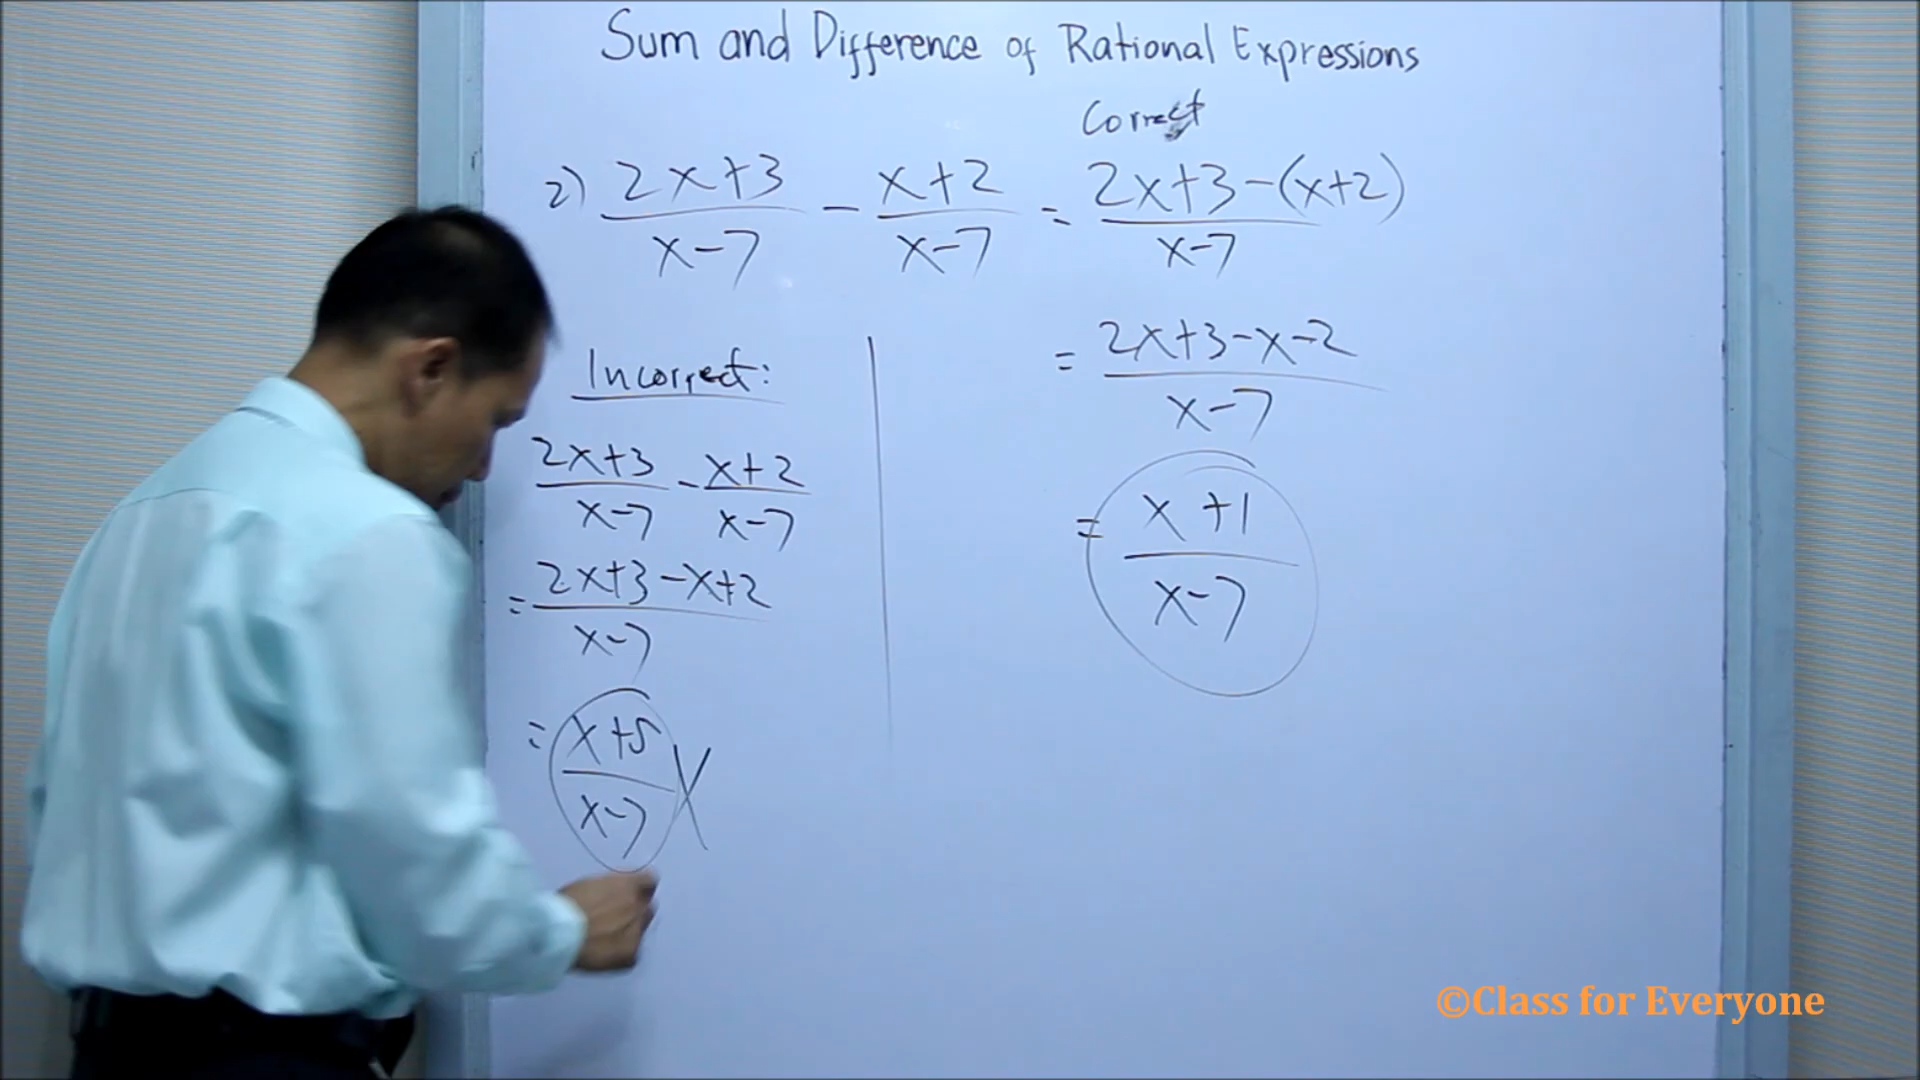 Sum and Difference of Rational Expressions
Correct
2) 2x+3 / x-7 - x+2 / x-7 = 2x+3-(x+2) / x-7
= 2x+3-x-2 / x-7
= x+1 / x-7
Incorrect:
2x+3 / x-7 - x+2 / x-7
= 2x+3-x+2 / x-7
= x+5 / x-7 X
©Class for Everyone